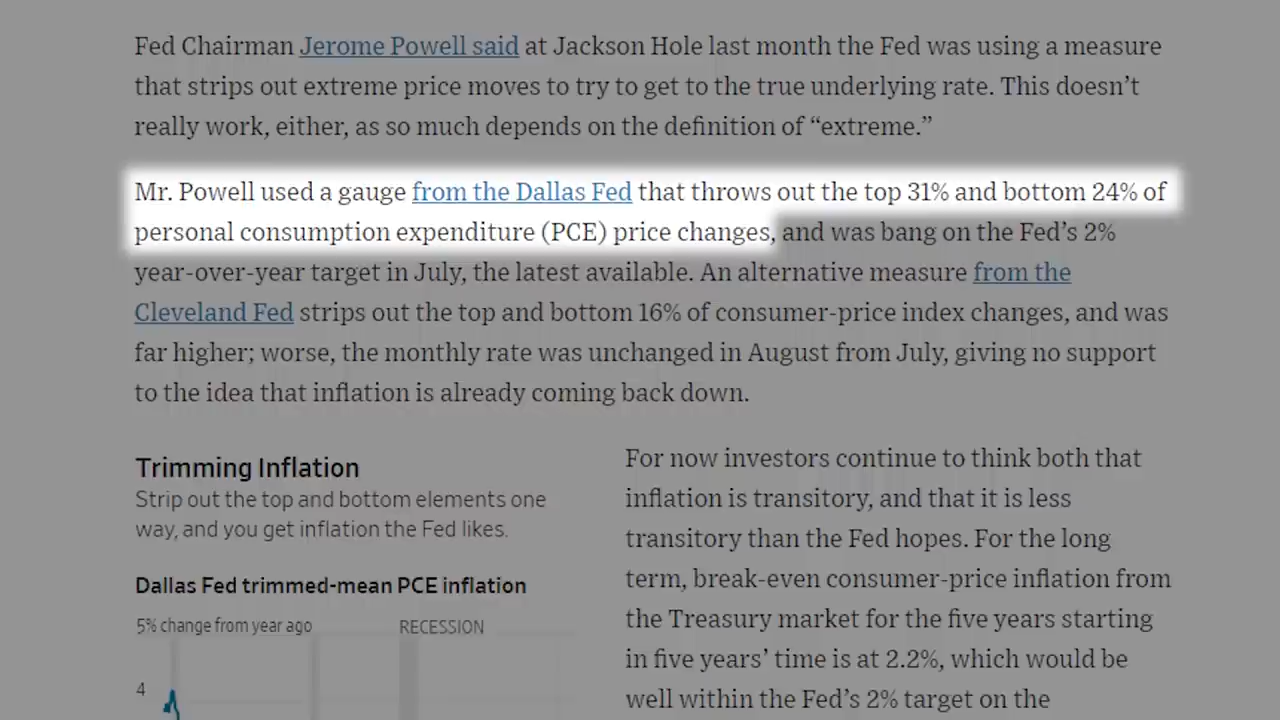 Fed Chairman Jerome Powell said at Jackson Hole last month the Fed was using a measure
that strips out extreme price moves to try to get to the true underlying rate. This doesn’t
really work, either, as so much depends on the definition of “extreme.”
Mr. Powell used a gauge from the Dallas Fed that throws out the top 31% and bottom 24% of
personal consumption expenditure (PCE) price changes, and was bang on the Fed’s 2%
year-over-year target in July, the latest available. An alternative measure from the
Cleveland Fed strips out the top and bottom 16% of consumer-price index changes, and was
far higher; worse, the monthly rate was unchanged in August from July, giving no support
to the idea that inflation is already coming back down.
Trimming Inflation
Strip out the top and bottom elements one
way, and you get inflation the Fed likes.
Dallas Fed trimmed-mean PCE inflation
5% change from year ago
RECESSION
4
For now investors continue to think both that
inflation is transitory, and that it is less
transitory than the Fed hopes. For the long
term, break-even consumer-price inflation from
the Treasury market for the five years starting
in five years’ time is at 2.2%, which would be
well within the Fed’s 2% target on the